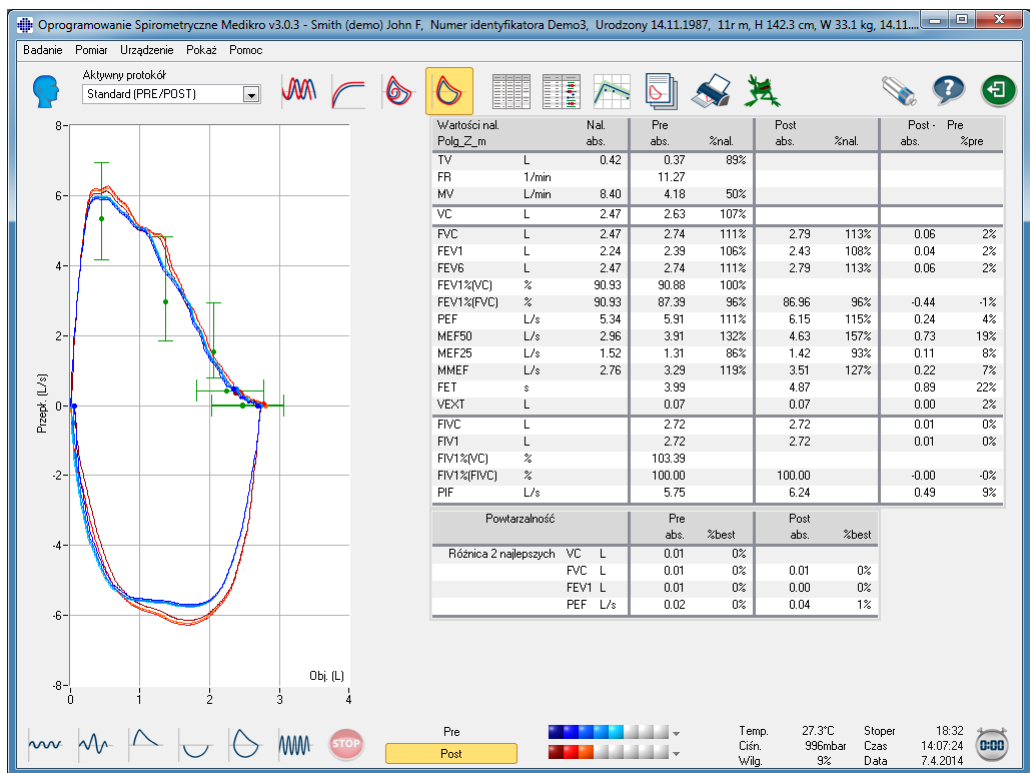 Oprogramowanie Spirometryczne Medikro v3.0.3 - Smith (demo) John F, Numer identyfikatora Demo3, Urodzony 14.11.1987, 11r m, H 142.3 cm, W 33.1 kg, 14.11....
Badanie Pomiar Urządzenie Pokaż Pomoc
Aktywny protokół
Standard (PRE/POST)
Wartości nal. Nal. Pre Post Post - Pre
Polg_Z_m abs. abs. %nal. abs. %nal. abs. %pre
TV L 0.42 0.37 89%
FR 1/min 11.27
MV L/min 8.40 4.18 50%
VC L 2.47 2.63 107%
FVC L 2.47 2.74 111% 2.79 113% 0.06 2%
FEV1 L 2.24 2.39 106% 2.43 108% 0.04 2%
FEV6 L 2.47 2.74 111% 2.79 113% 0.06 2%
FEV1%(VC) % 90.93 90.88 100%
FEV1%(FVC) % 90.93 87.39 96% 86.96 96% -0.44 -1%
PEF L/s 5.34 5.91 111% 6.15 115% 0.24 4%
MEF50 L/s 2.96 3.91 132% 4.63 157% 0.73 19%
MEF25 L/s 1.52 1.31 86% 1.42 93% 0.11 8%
MMEF L/s 2.76 3.29 119% 3.51 127% 0.22 7%
FET s 3.99 4.87 0.89 22%
VEXT L 0.07 0.07 0.00 2%
FIVC L 2.72 2.72 0.01 0%
FIV1 L 2.72 2.72 0.01 0%
FIV1%(VC) % 103.39
FIV1%(FIVC) % 100.00 100.00 -0.00 -0%
PIF L/s 5.75 6.24 0.49 9%
Powtarzalność Pre Post
abs. %best abs. %best
Różnica 2 najlepszych VC L 0.01 0%
FVC L 0.01 0% 0.01 0%
FEV1 L 0.01 0% 0.00 0%
PEF L/s 0.02 0% 0.04 1%
8
6
4
2
0
-2
-4
-6
-8
Przepł. (L/s)
Obj. (L)
0 1 2 3 4
STOP
Pre
Post
Temp. 27.3°C Stoper 18:32
Ciśn. 996mbar Czas 14:07:24
Wilg. 9% Data 7.4.2014
0:00